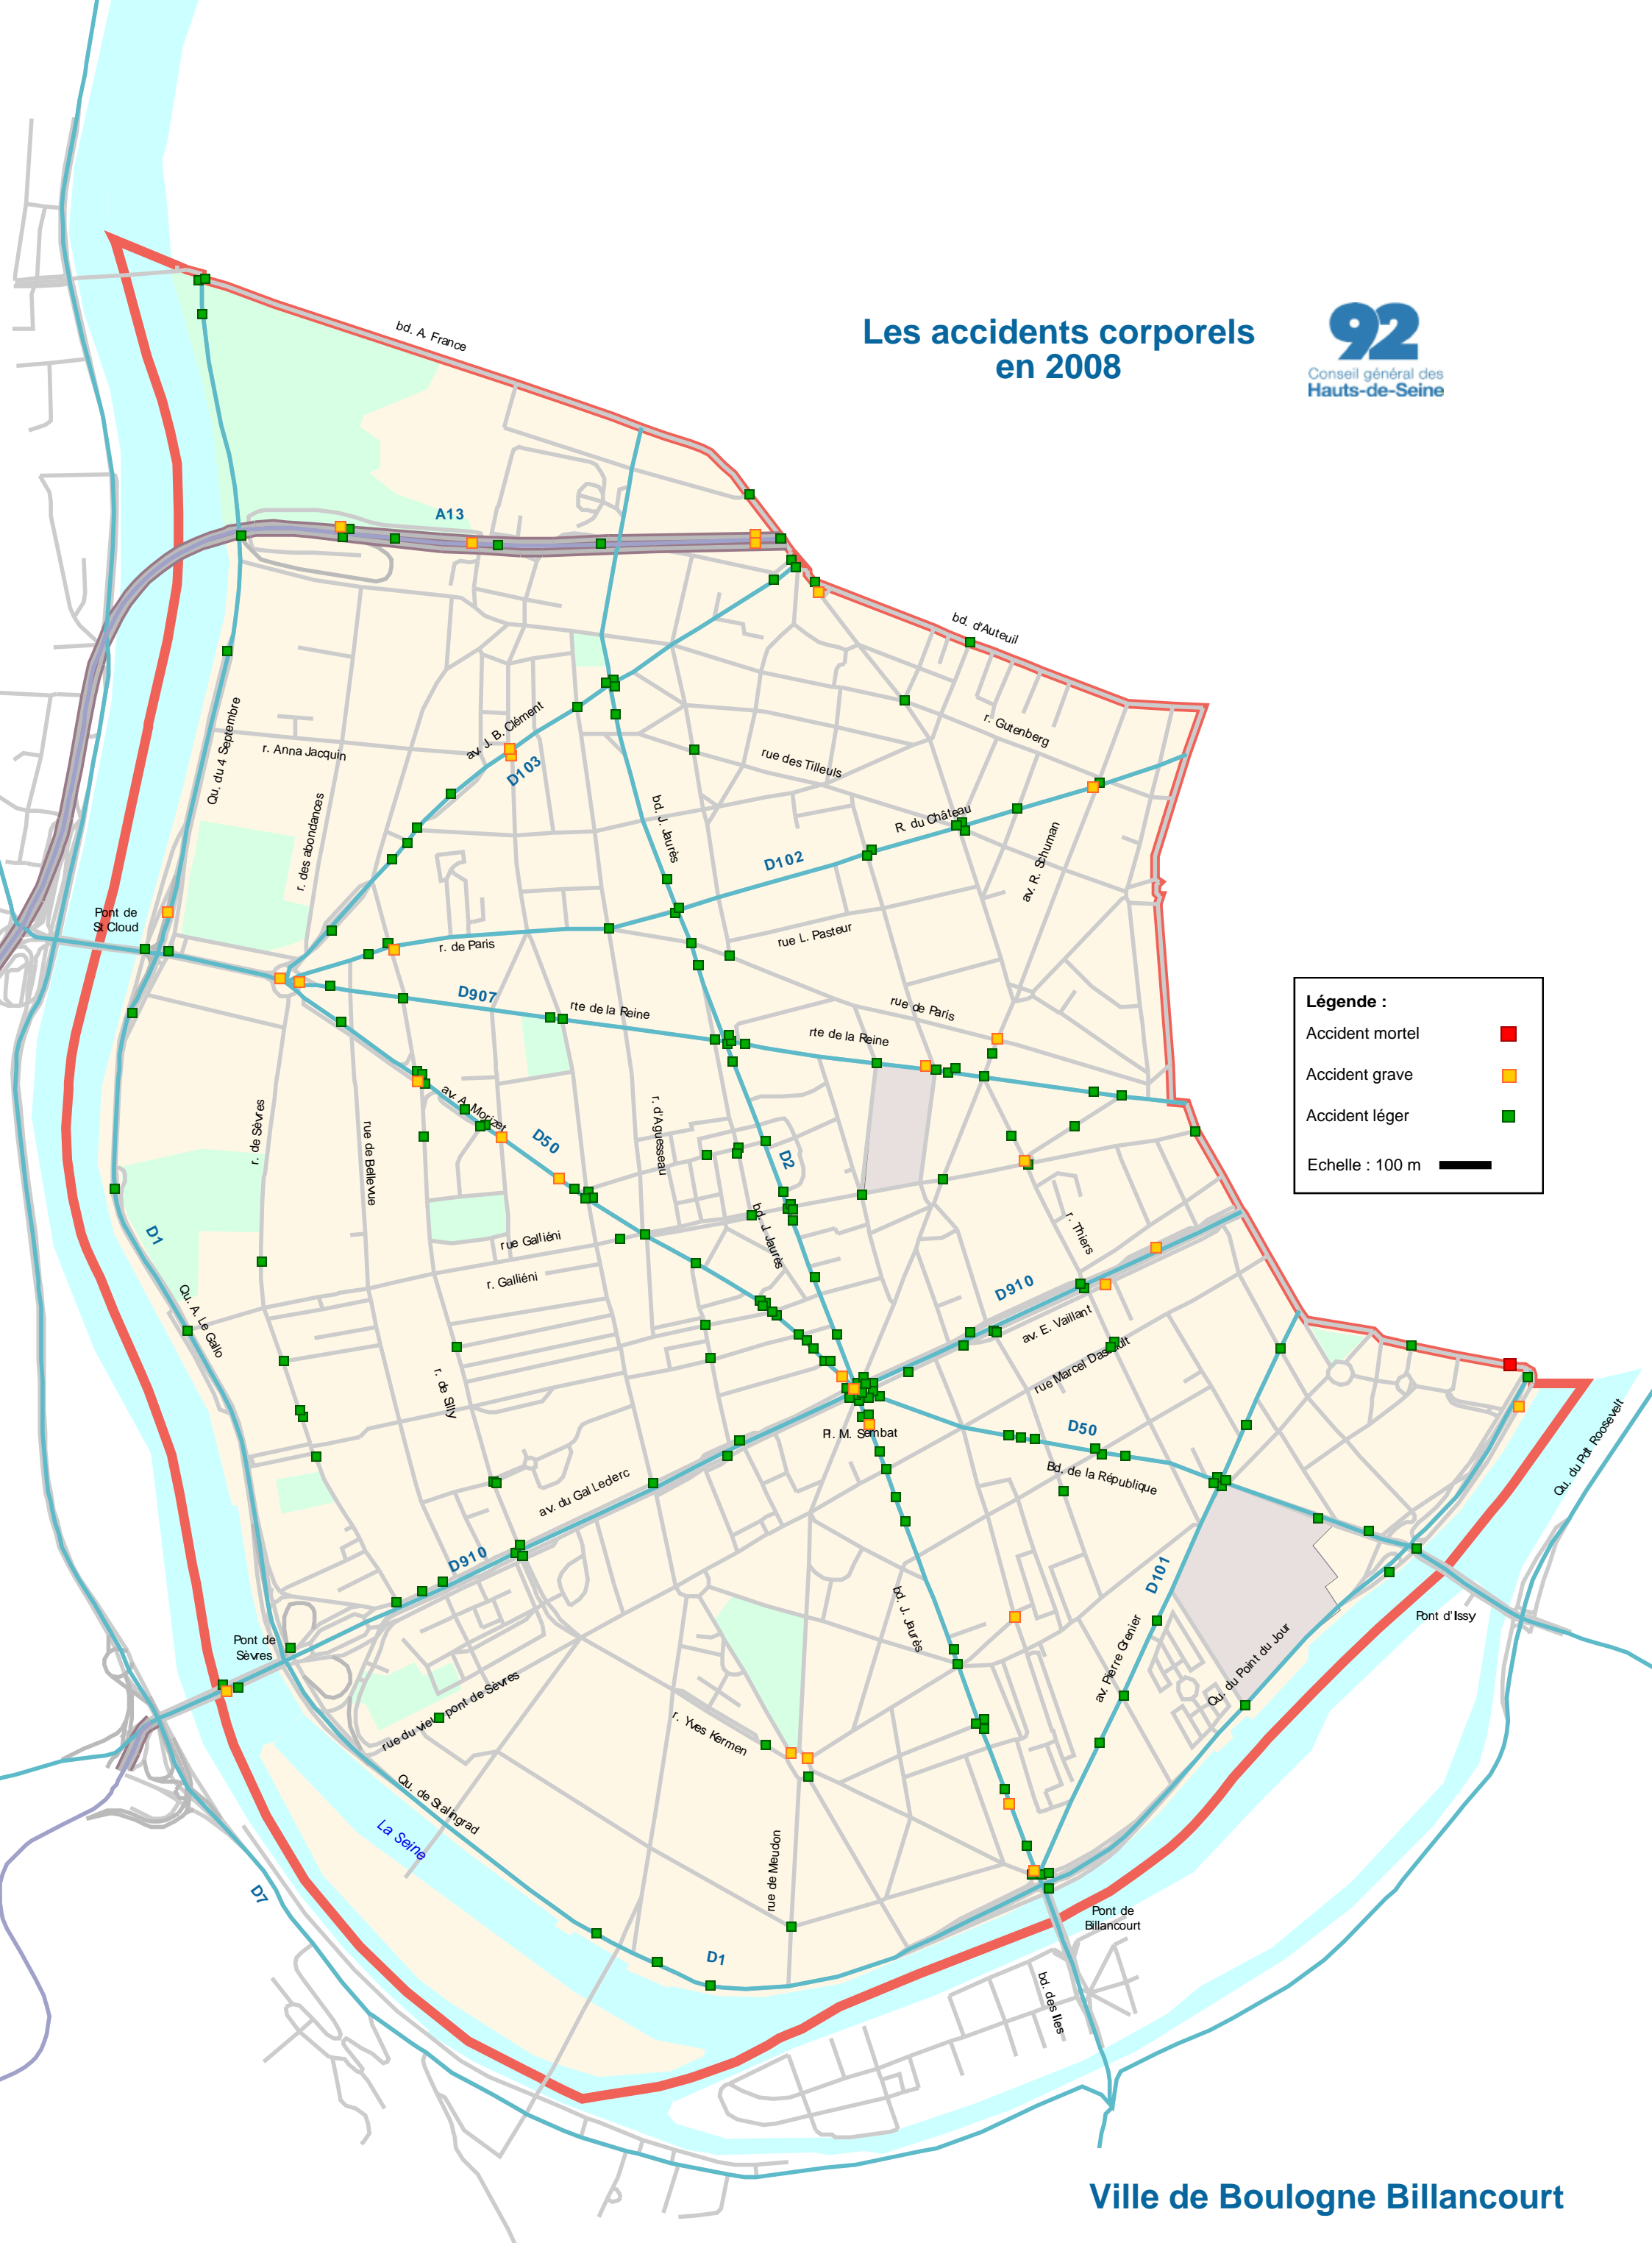 Les accidents corporels
en 2008
92
Conseil général des
Hauts-de-Seine
bd. A. France
A13
bd. d'Auteuil
r. Gutenberg
Qu. du 4 Septembre
r. Anna Jacquin
av. J. B. Clément
D103
rue des Tilleuls
r. des abondances
bd. J. Jaurès
R. du Château
D102
av. R. Schuman
Pont de
St Cloud
r. de Paris
rue L. Pasteur
D907
rte de la Reine
rue de Paris
rte de la Reine
Légende :
Accident mortel
Accident grave
Accident léger
Echelle : 100 m
r. de Sèvres
rue de Bellevue
av. A. Morizet
D50
r. d'Aguesseau
D2
bd. J. Jaurès
r. Thiers
D1
Qu. A. Le Gallo
rue Galliéni
r. Galliéni
D910
av. E. Vaillant
rue Marcel Dassault
r. de Silly
Pl. M. Sembat
D50
Bd. de la République
Qu. du Pdt Roosevelt
av. du Gal Leclerc
D910
D101
bd. J. Jaurès
Pont d'Issy
Pont de
Sèvres
av. Pierre Grenier
Qu. du Point du Jour
rue du vieux pont de Sèvres
r. Yves Kermen
Qu. de Stalingrad
La Seine
rue de Meudon
D7
D1
Pont de
Billancourt
bd. des Iles
Ville de Boulogne Billancourt